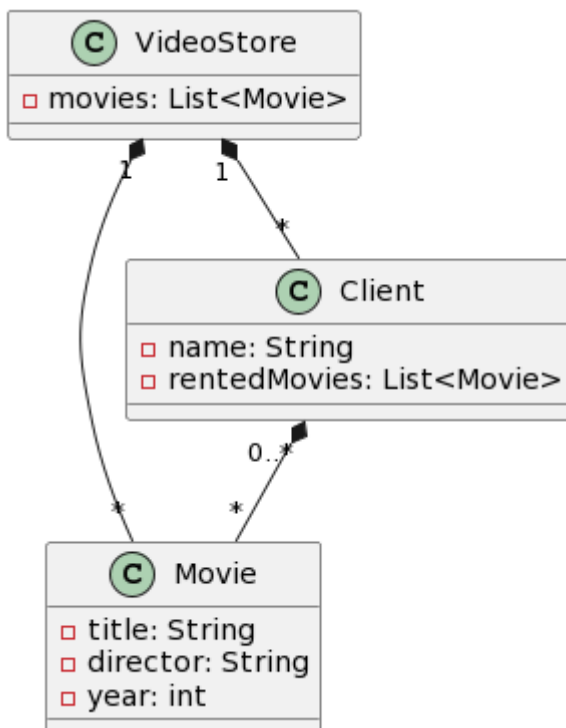 C VideoStore
movies: List<Movie>
1
1
*
C Client
name: String
rentedMovies: List<Movie>
0..*
*
*
C Movie
title: String
director: String
year: int